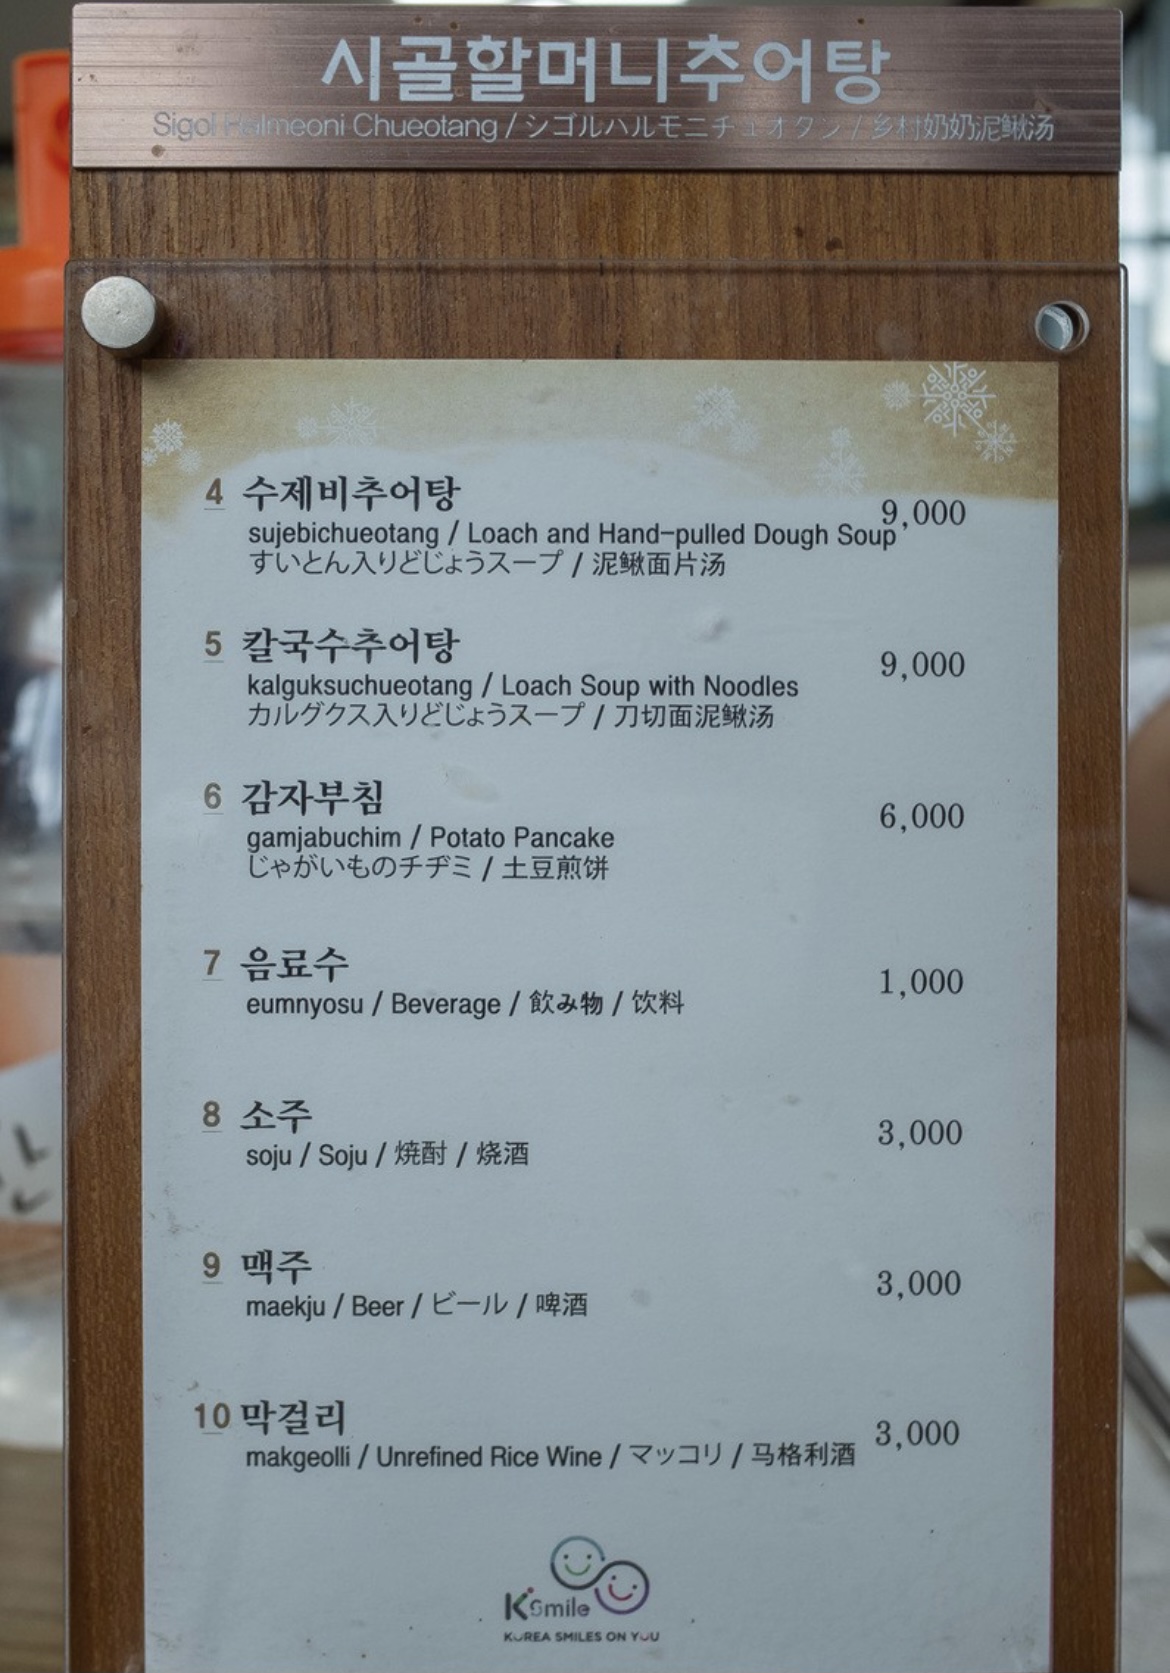 시골할머니추어탕
Sigol Halmeoni Chueotang / シゴルハルモニチュオタン / 乡村奶奶泥鳅汤
4 수제비추어탕 9,000
sujebichueotang / Loach and Hand-pulled Dough Soup
すいとん入りどじょうスープ / 泥鳅面片汤
5 칼국수추어탕 9,000
kalguksuchueotang / Loach Soup with Noodles
カルグクス入りどじょうスープ / 刀切面泥鳅汤
6 감자부침 6,000
gamjabuchim / Potato Pancake
じゃがいものチヂミ / 土豆煎饼
7 음료수 1,000
eumnyosu / Beverage / 飲み物 / 饮料
8 소주 3,000
soju / Soju / 焼酎 / 烧酒
9 맥주 3,000
maekju / Beer / ビール / 啤酒
10 막걸리 3,000
makgeolli / Unrefined Rice Wine / マッコリ / 马格利酒
K Smile
KOREA SMILES ON YOU